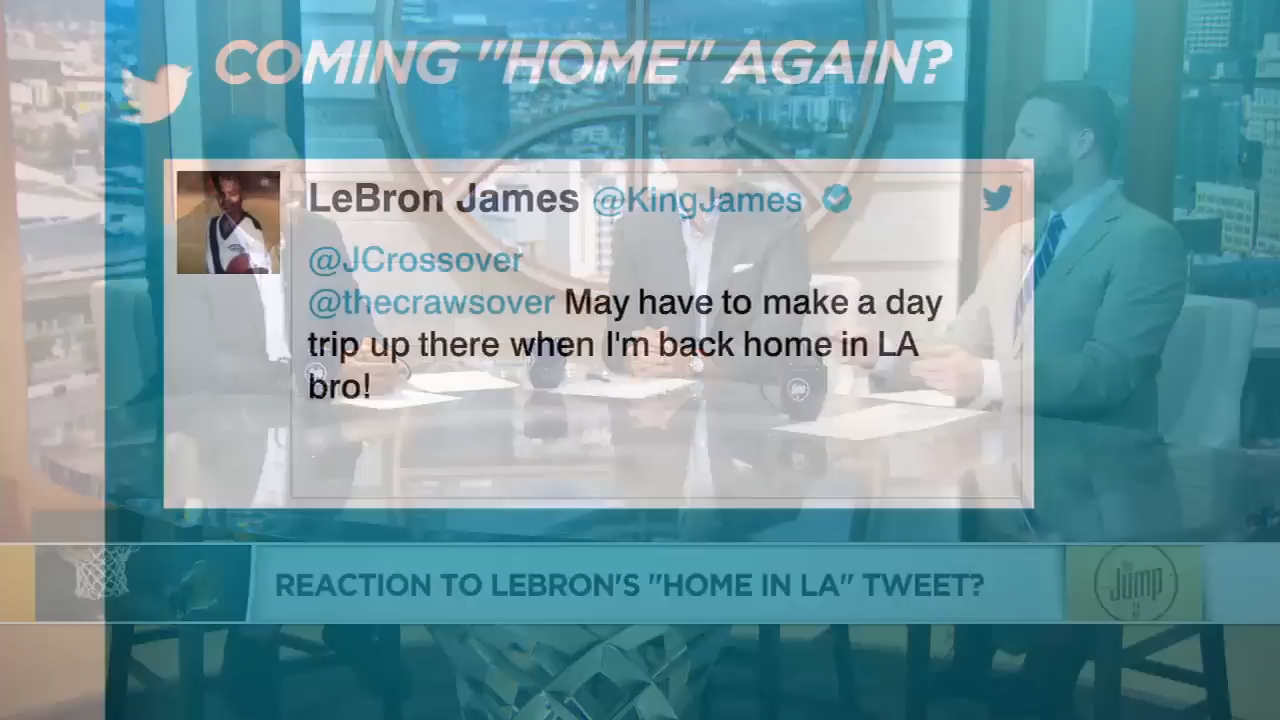 COMING "HOME" AGAIN?
LeBron James @KingJames
@JCrossover
@thecrawsover May have to make a day
trip up there when I'm back home in LA
bro!
REACTION TO LEBRON'S "HOME IN LA" TWEET?
The
Jump